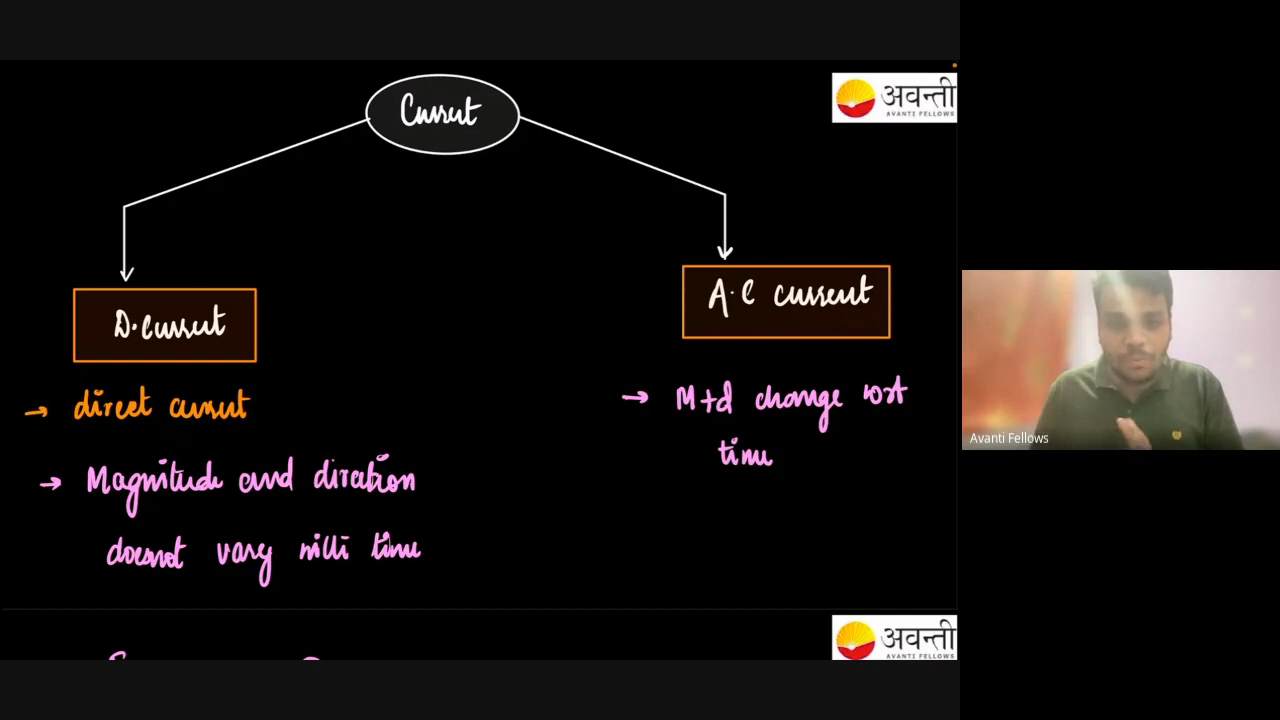 Current
अवन्ती
AVANTI FELLOWS
D.Current
A.C current
→ direct current
→ M+d change wrt
time
→ Magnitude and direction
doesnot vary with time
Avanti Fellows
अवन्ती
AVANTI FELLOWS